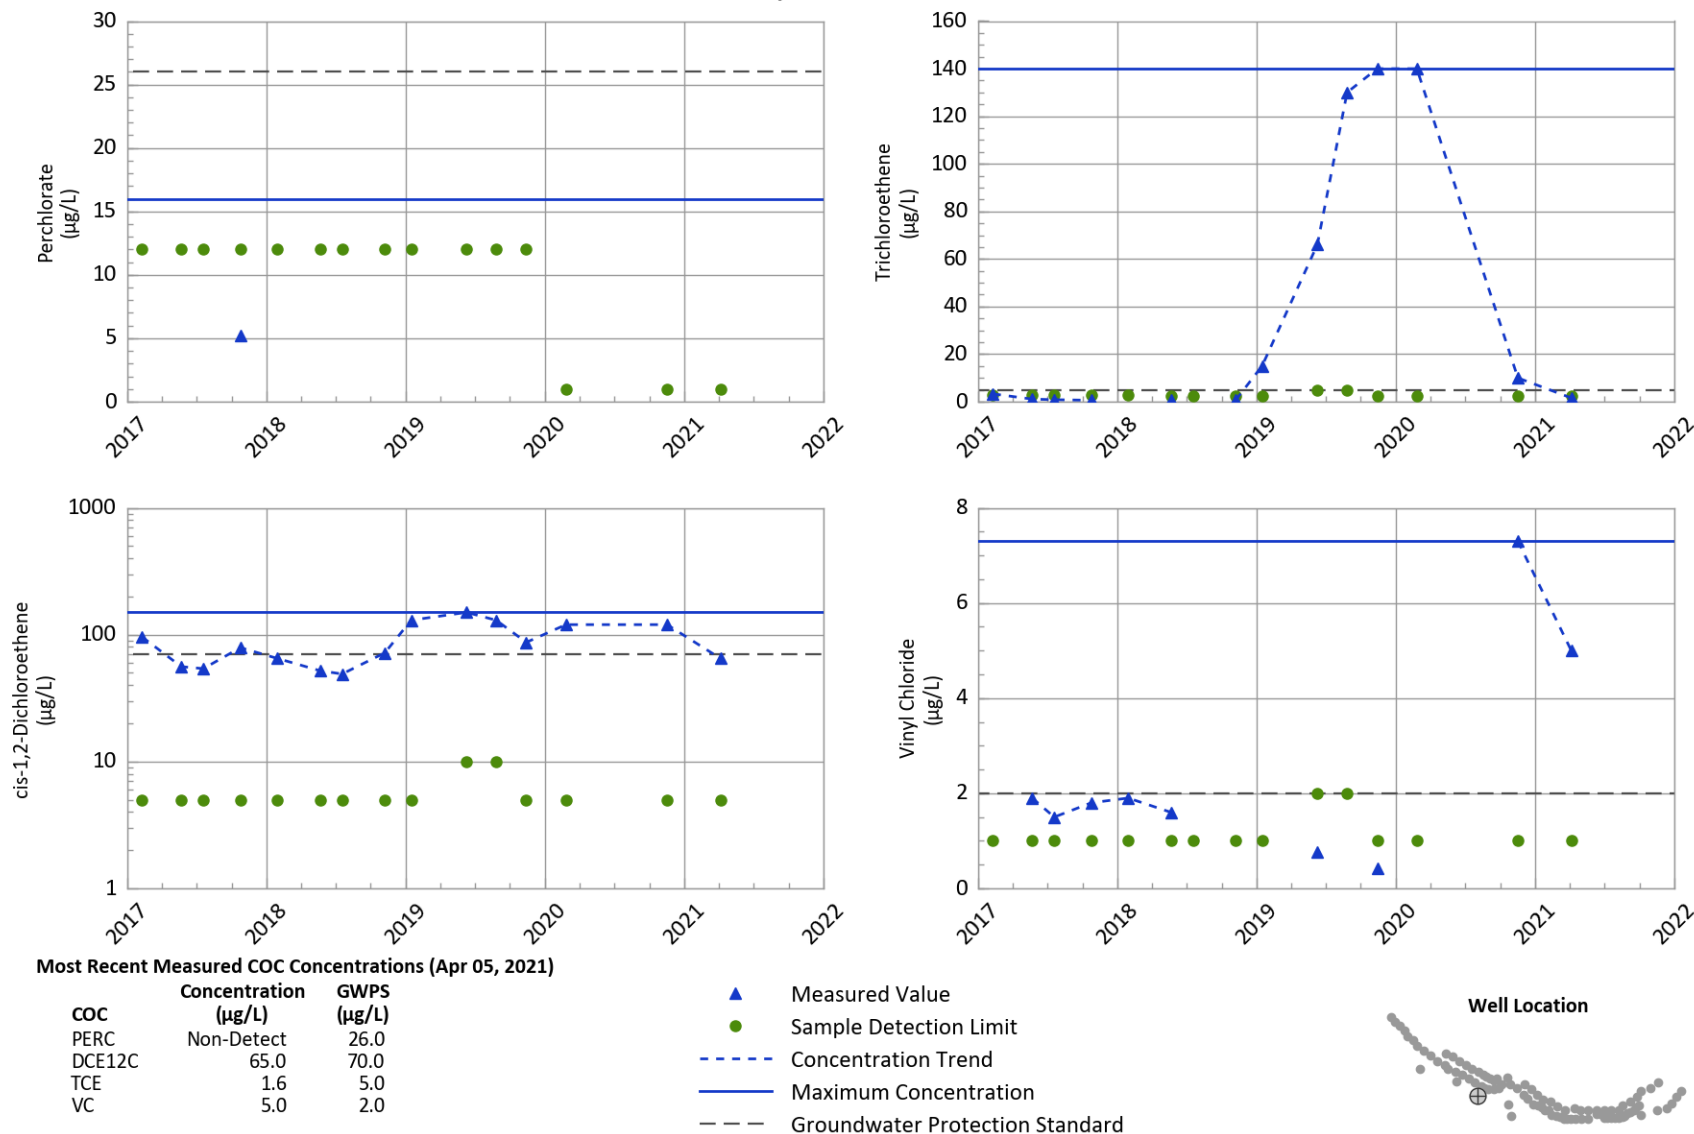 30
25
20
15
10
5
0
Perchlorate
(µg/L)
2017
2018
2019
2020
2021
2022
160
140
120
100
80
60
40
20
0
Trichloroethene
(µg/L)
2017
2018
2019
2020
2021
2022
1000
100
10
1
cis-1,2-Dichloroethene
(µg/L)
2017
2018
2019
2020
2021
2022
8
6
4
2
0
Vinyl Chloride
(µg/L)
2017
2018
2019
2020
2021
2022
Most Recent Measured COC Concentrations (Apr 05, 2021)
Concentration GWPS
COC (µg/L) (µg/L)
PERC Non-Detect 26.0
DCE12C 65.0 70.0
TCE 1.6 5.0
VC 5.0 2.0
Measured Value
Sample Detection Limit
Concentration Trend
Maximum Concentration
Groundwater Protection Standard
Well Location